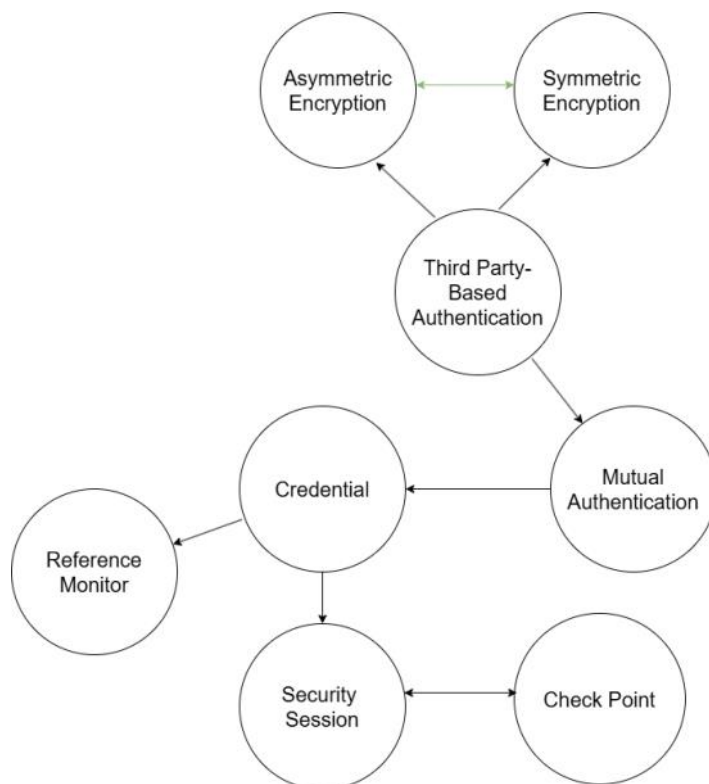 Asymmetric
Encryption
Symmetric
Encryption
Third Party-
Based
Authentication
Credential
Mutual
Authentication
Reference
Monitor
Security
Session
Check Point